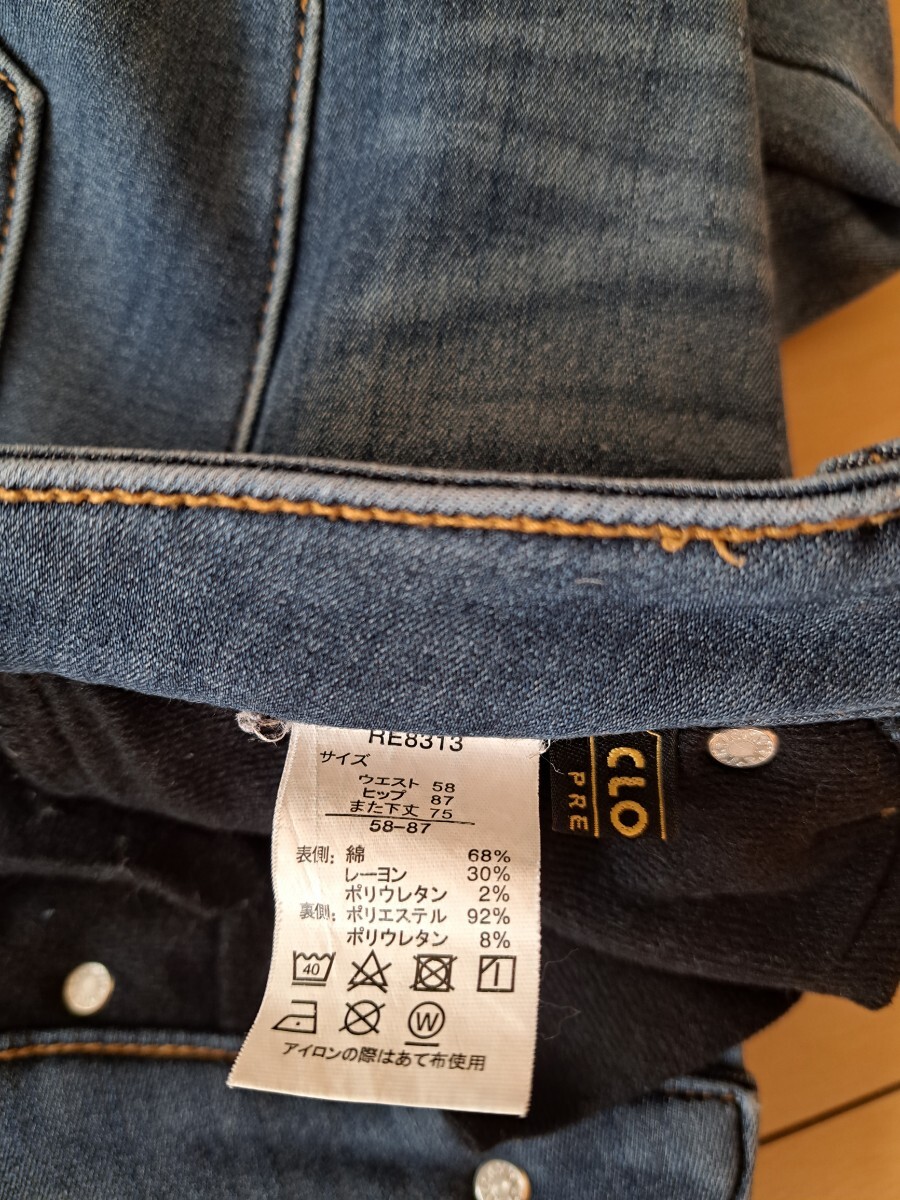 RE8313
サイズ
ウエスト 58
ヒップ 87
また下丈 75
58-87
表側: 綿 68%
レーヨン 30%
ポリウレタン 2%
裏側: ポリエステル 92%
ポリウレタン 8%
40
W
アイロンの際はあて布使用
CLO
PRE